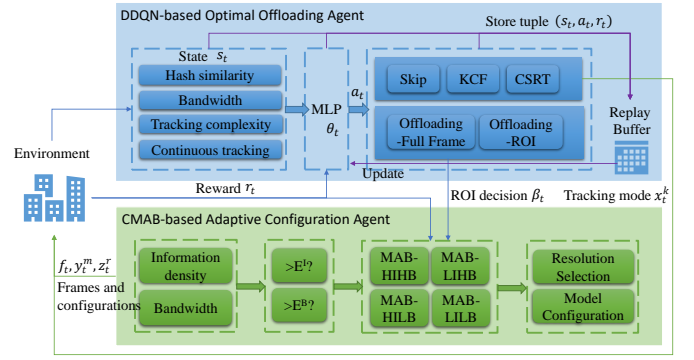 DDQN-based Optimal Offloading Agent
Store tuple (s_t, a_t, r_t)
State s_t
Hash similarity
Bandwidth
Tracking complexity
Continuous tracking
MLP
θ_t
a_t
Skip
KCF
CSRT
Offloading
-Full Frame
Offloading
-ROI
Replay
Buffer
Update
Environment
Reward r_t
ROI decision β_t
Tracking mode x_t^k
CMAB-based Adaptive Configuration Agent
f_t, y_t^m, z_t^r
Frames and
configurations
Information
density
Bandwidth
>E^I?
>E^B?
MAB-
HIHB
MAB-
LIHB
MAB-
HILB
MAB-
LILB
Resolution
Selection
Model
Configuration